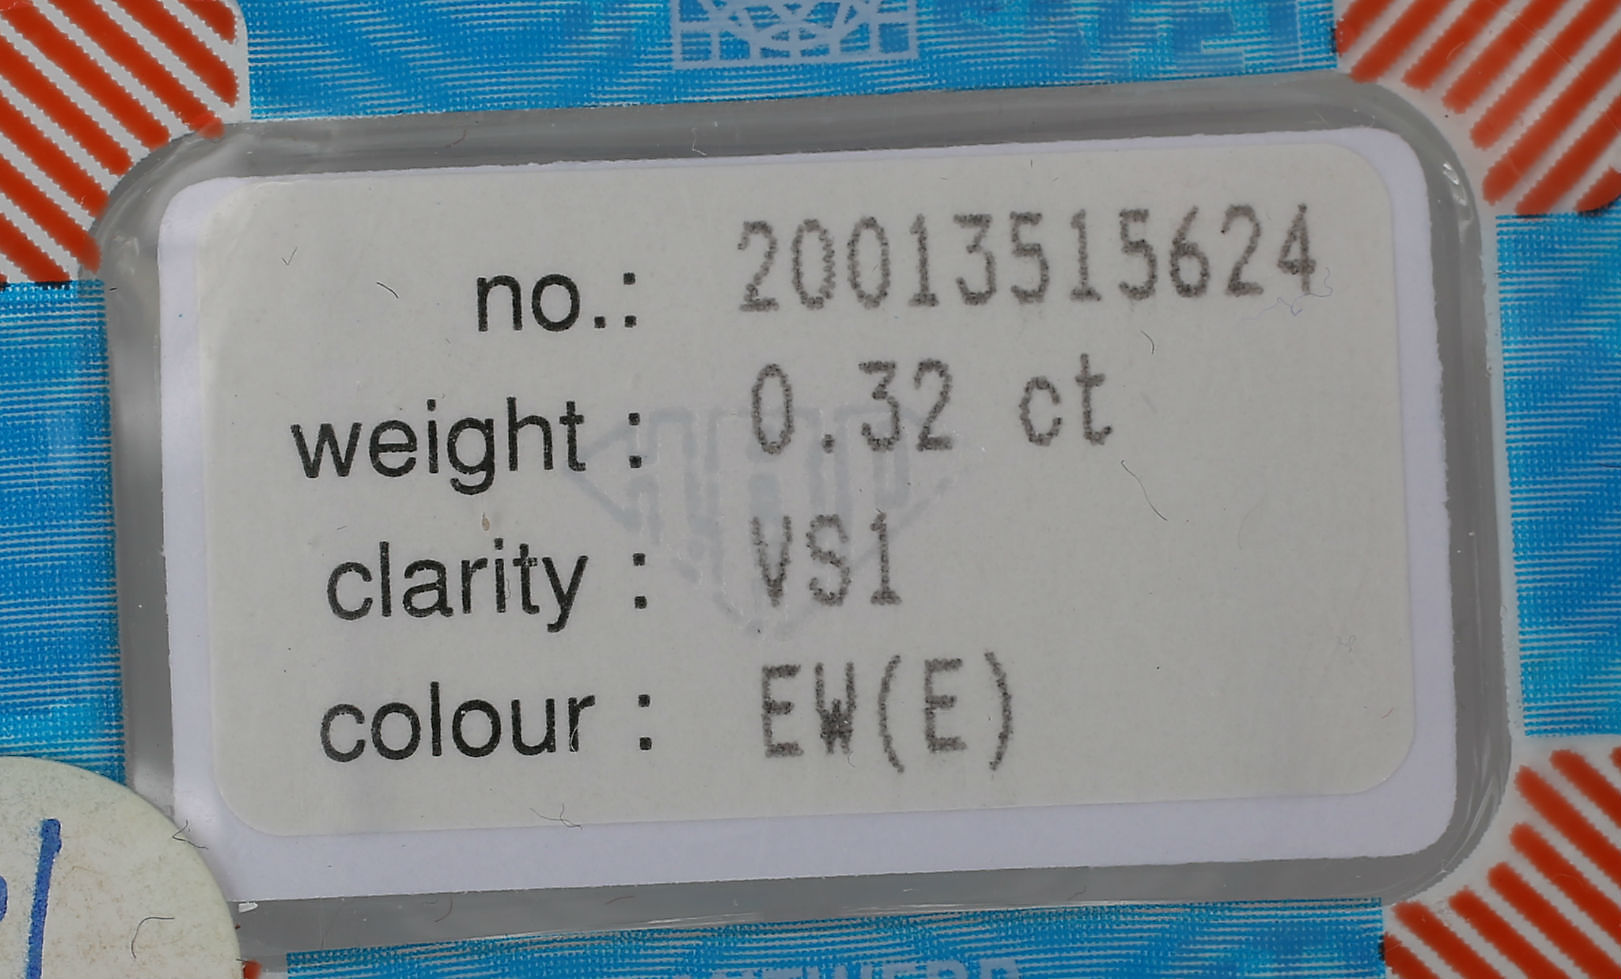 no.: 20013515624
weight : 0.32 ct
clarity : VS1
colour : EW(E)